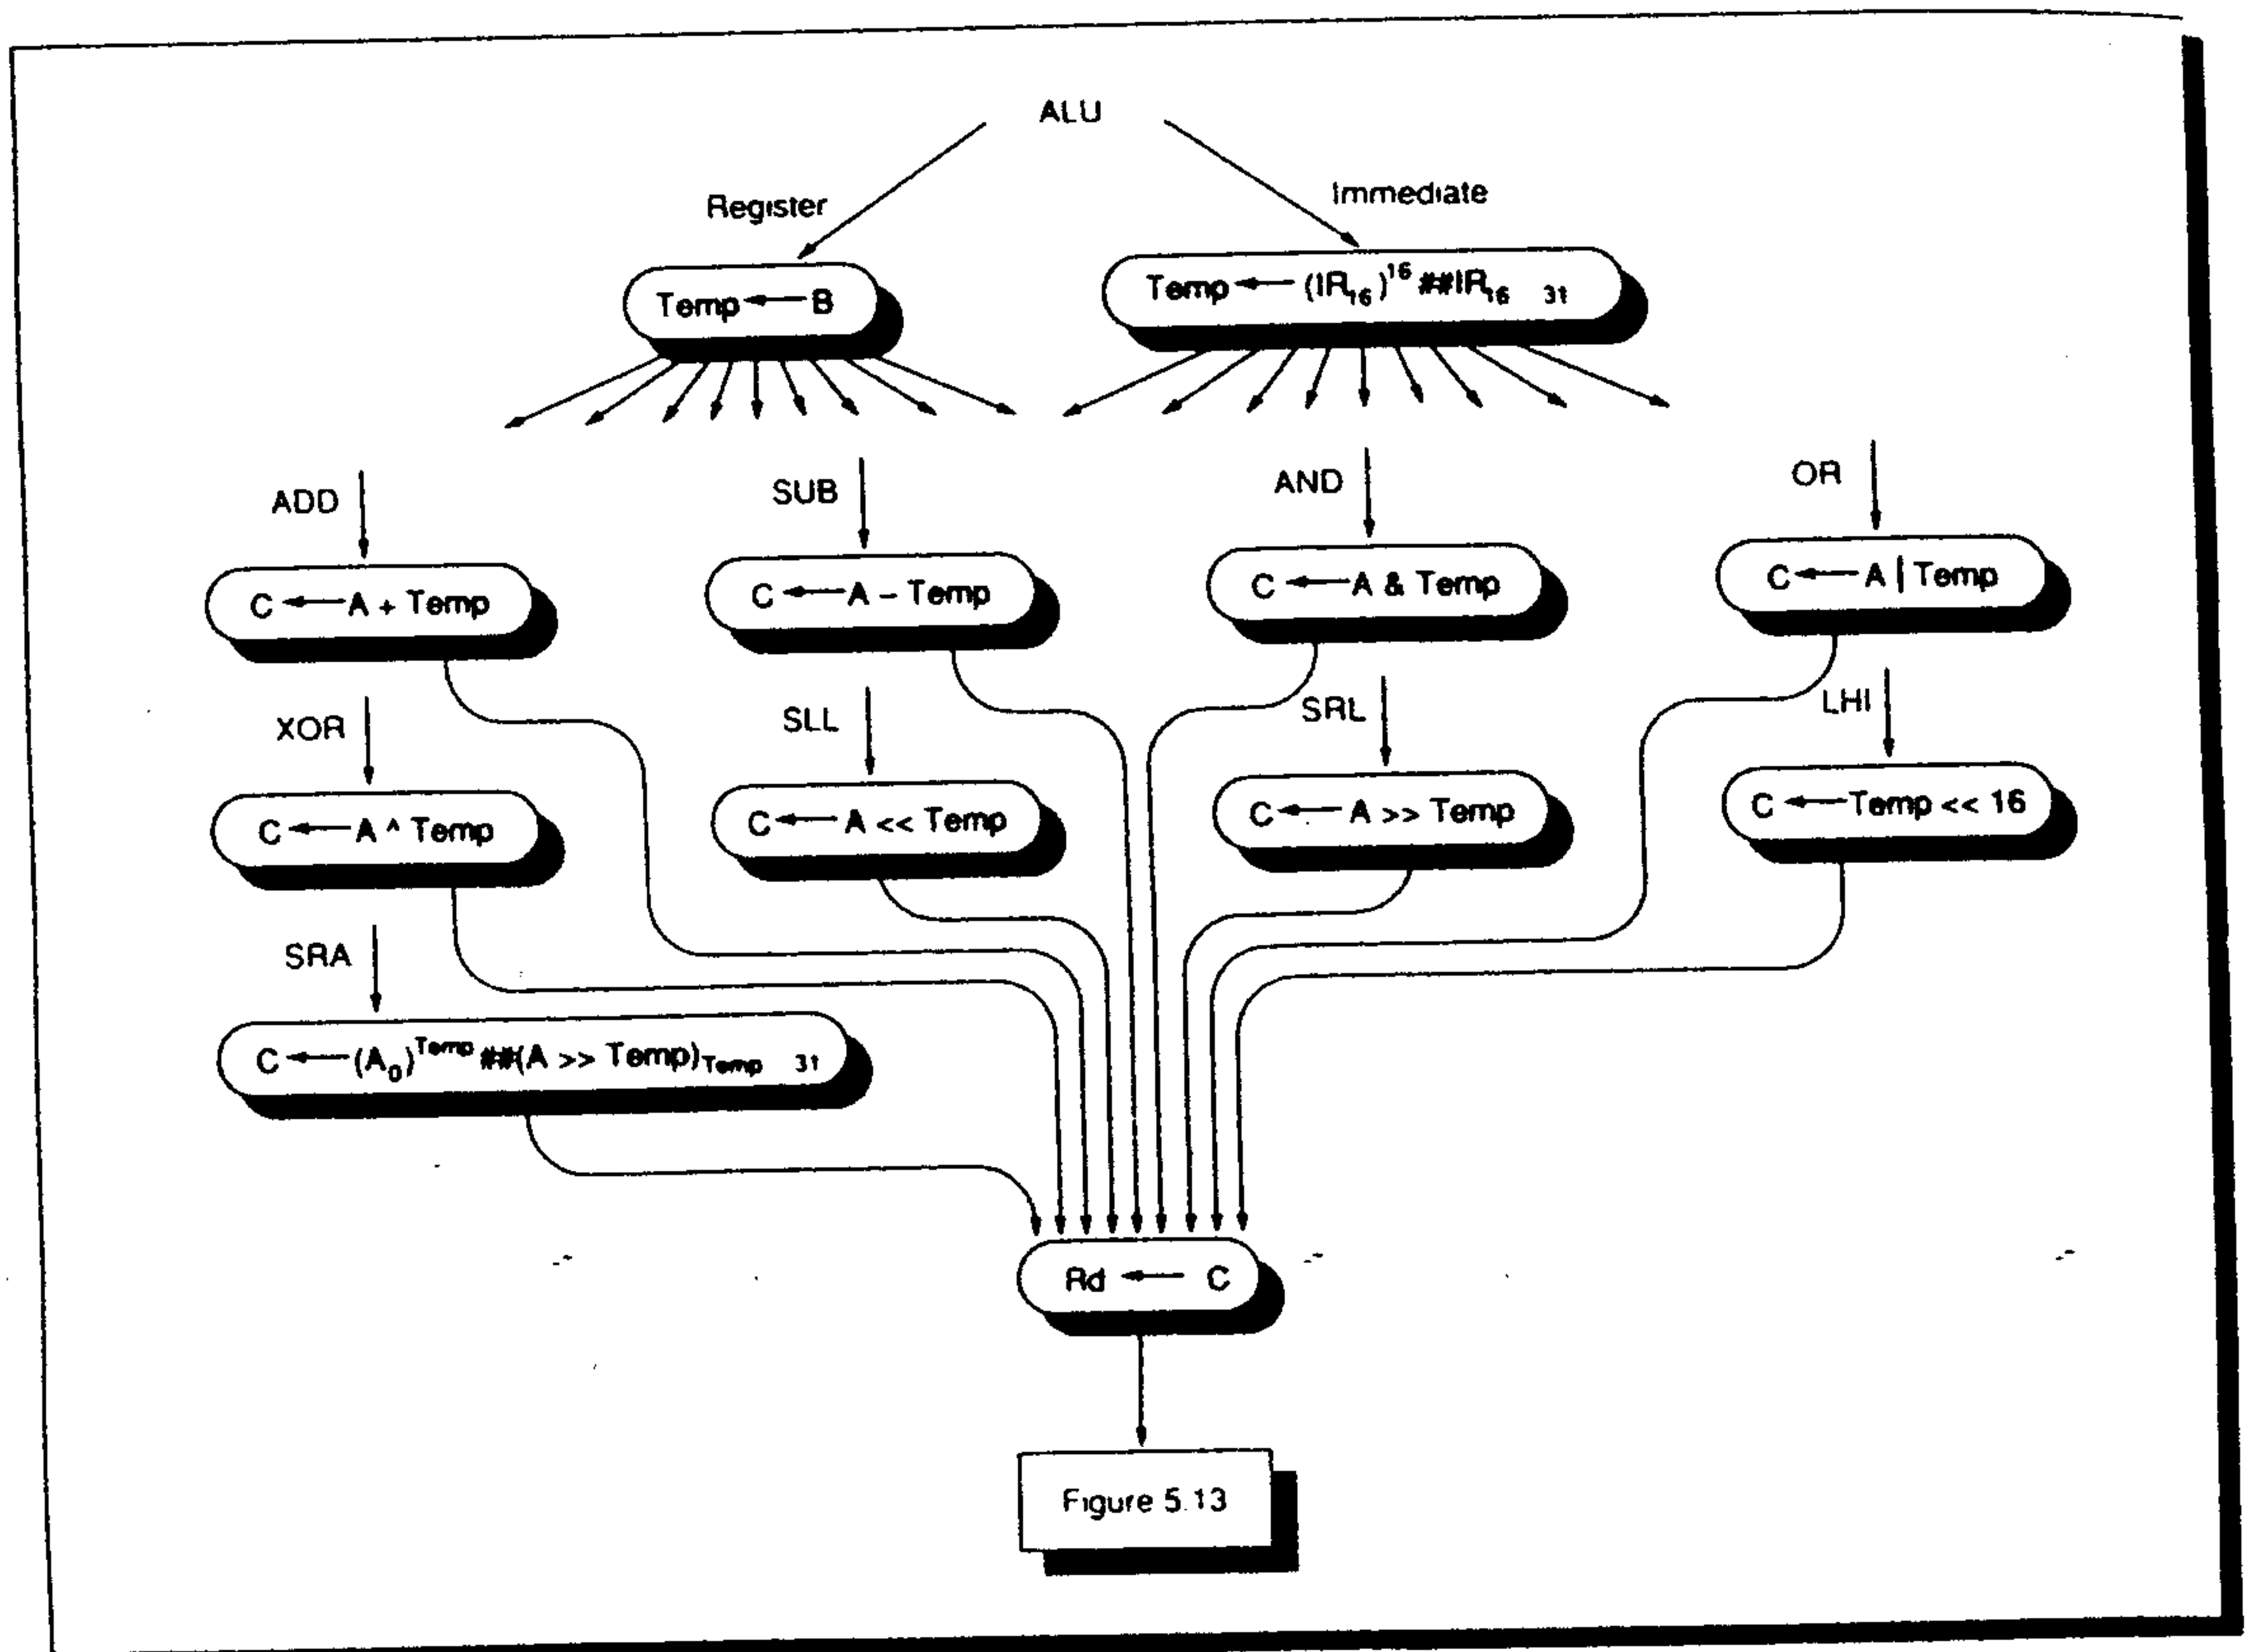 ALU
Register
Immediate
Temp ← B
Temp ← (IR₁₆)¹⁶ ##IR₁₆ 31
ADD
SUB
AND
OR
C ← A + Temp
C ← A – Temp
C ← A & Temp
C ← A | Temp
XOR
SLL
SRL
LHI
C ← A ^ Temp
C ← A << Temp
C ← A >> Temp
C ← Temp << 16
SRA
C ← (A₀)^Temp ##(A >> Temp)_Temp 31
Rd ← C
Figure 5.13